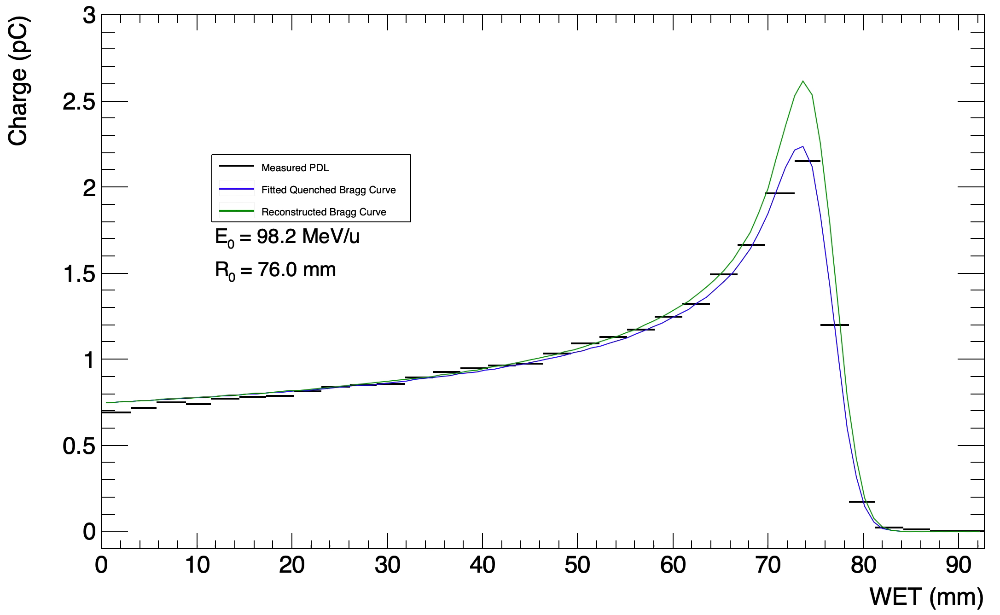 Charge (pC)
3
2.5
2
1.5
1
0.5
0
Measured PDL
Fitted Quenched Bragg Curve
Reconstructed Bragg Curve
E0 = 98.2 MeV/u
R0 = 76.0 mm
0 10 20 30 40 50 60 70 80 90
WET (mm)